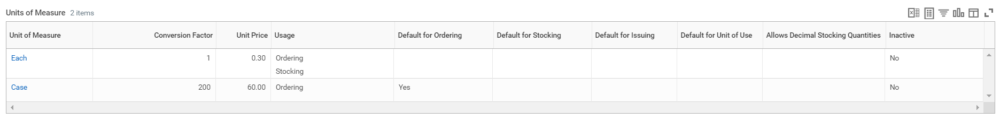 Units of Measure 2 items
Unit of Measure Conversion Factor Unit Price Usage Default for Ordering Default for Stocking Default for Issuing Default for Unit of Use Allows Decimal Stocking Quantities Inactive
Each 1 0.30 Ordering No
Stocking
Case 200 60.00 Ordering Yes No